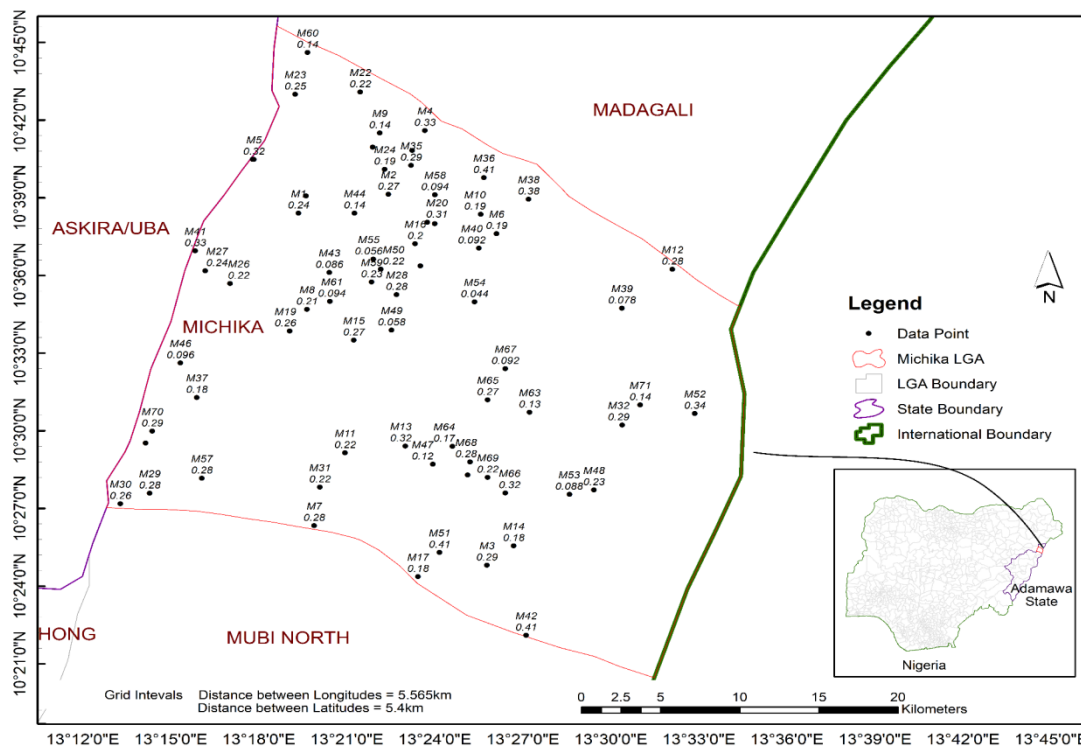 10°45'0"N
10°42'0"N
10°39'0"N
10°36'0"N
10°33'0"N
10°30'0"N
10°27'0"N
10°24'0"N
10°21'0"N
M60
0.14
M23
0.25
M22
0.22
MADAGALI
M9
0.14
M4
0.33
M5
0.32
M24
0.19
M35
0.29
M36
0.41
M2
0.27
M58
0.094
M38
0.38
M1
0.24
M44
0.14
M20
0.31
M10
0.19
M6
0.19
ASKIRA/UBA
M41
0.33
M16
0.2
M40
0.092
M27
0.24
M26
0.22
M43
0.086
M55
0.056
M50
0.22
M59
0.23
M28
0.28
M12
0.28
M8
0.21
M61
0.094
M54
0.044
M39
0.078
M19
0.26
MICHIKA
M15
0.27
M49
0.058
M46
0.096
M37
0.18
M67
0.092
M65
0.27
M63
0.13
M71
0.14
M52
0.34
M32
0.29
M70
0.29
M11
0.22
M13
0.32
M64
0.17
M47
0.12
M68
0.28
M69
0.22
M66
0.32
M53
0.088
M48
0.23
M57
0.28
M29
0.28
M30
0.26
M31
0.22
M7
0.28
M51
0.41
M14
0.18
M3
0.29
M17
0.18
M42
0.41
HONG
MUBI NORTH
N
Legend
Data Point
Michika LGA
LGA Boundary
State Boundary
International Boundary
Adamawa
State
Nigeria
Grid Intevals Distance between Longitudes = 5.565km
Distance between Latitudes = 5.4km
0 2.5 5 10 15 20
Kilometers
13°12'0"E 13°15'0"E 13°18'0"E 13°21'0"E 13°24'0"E 13°27'0"E 13°30'0"E 13°33'0"E 13°36'0"E 13°39'0"E 13°42'0"E 13°45'0"E